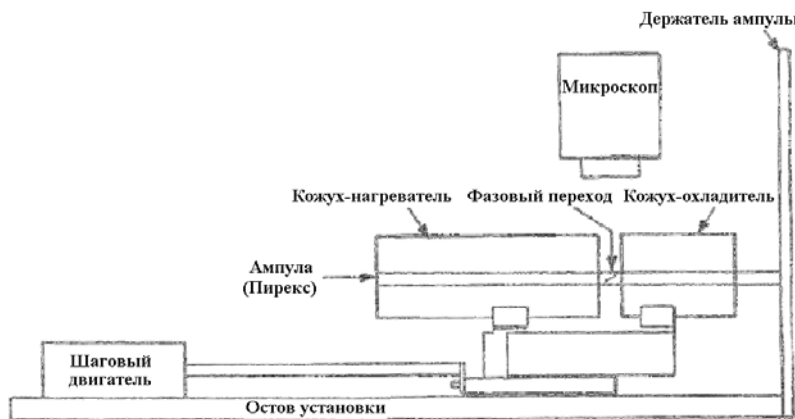 Держатель ампулы
Микроскоп
Кожух-нагреватель
Фазовый переход
Кожух-охладитель
Ампула
(Пирекс)
Шаговый
двигатель
Остов установки